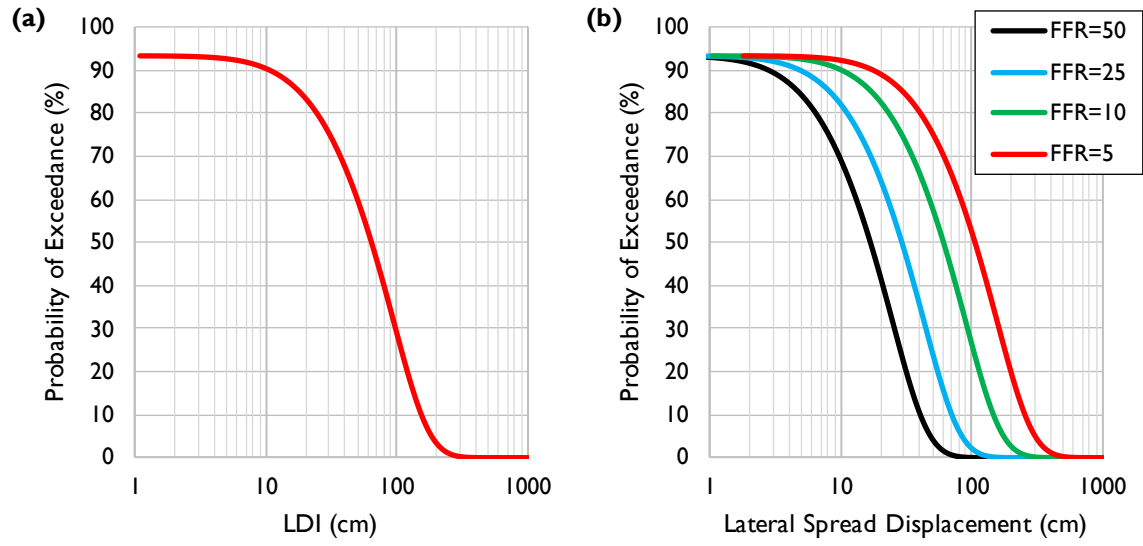 (a)
100
90
80
70
60
50
40
30
20
10
0
Probability of Exceedance (%)
1 10 100 1000
LDI (cm)
(b)
100
90
80
70
60
50
40
30
20
10
0
Probability of Exceedance (%)
1 10 100 1000
Lateral Spread Displacement (cm)
FFR=50
FFR=25
FFR=10
FFR=5